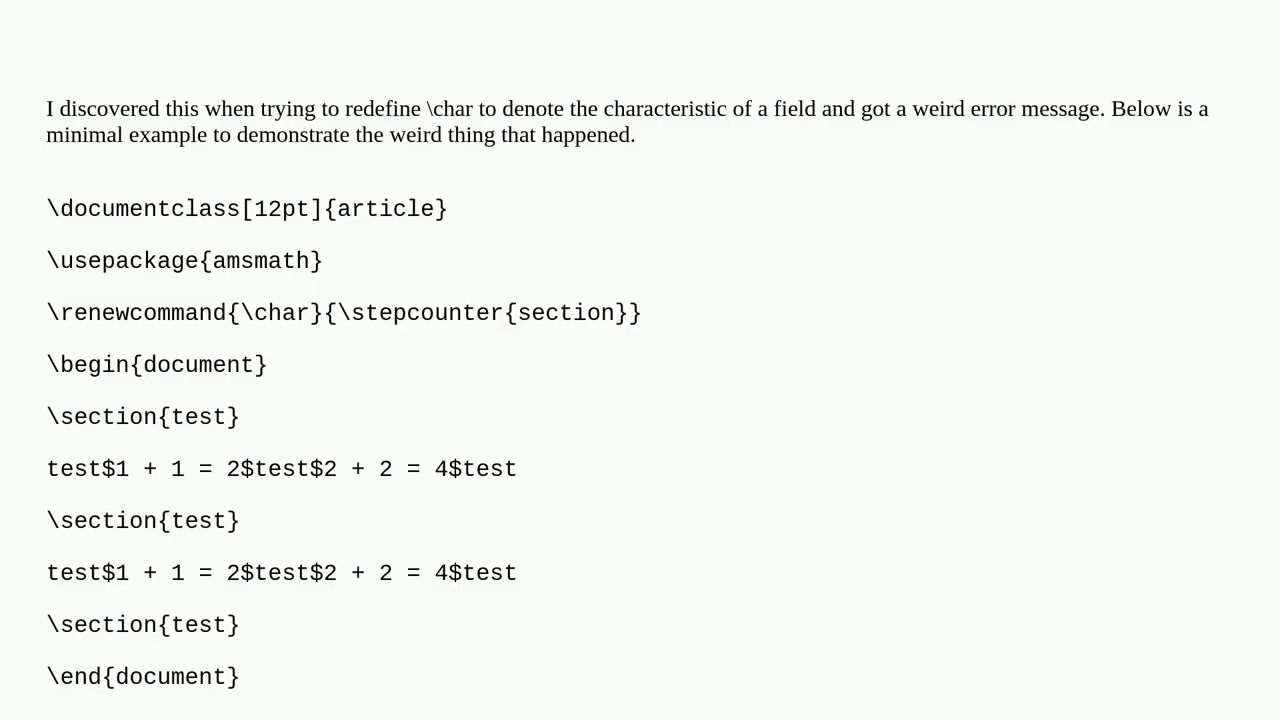 I discovered this when trying to redefine \char to denote the characteristic of a field and got a weird error message. Below is a
minimal example to demonstrate the weird thing that happened.
\documentclass[12pt]{article}
\usepackage{amsmath}
\renewcommand{\char}{\stepcounter{section}}
\begin{document}
\section{test}
test$1 + 1 = 2$test$2 + 2 = 4$test
\section{test}
test$1 + 1 = 2$test$2 + 2 = 4$test
\section{test}
\end{document}